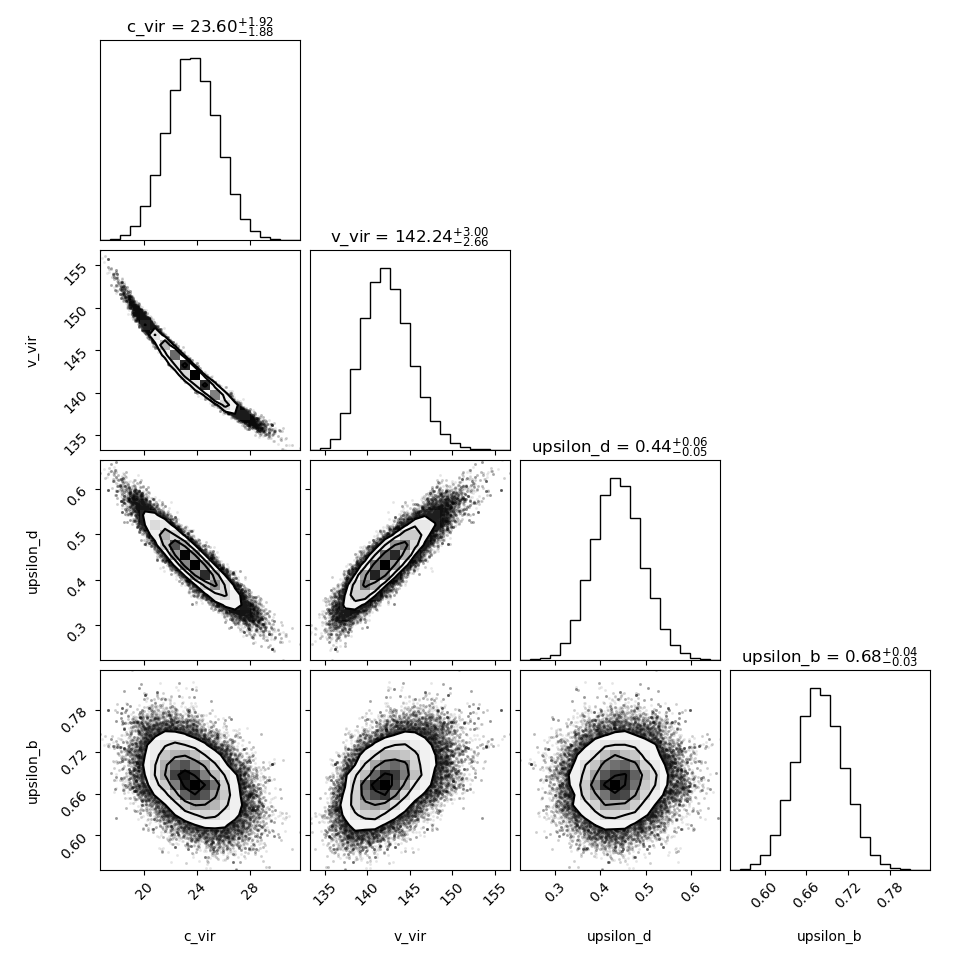 c_vir = 23.60+1.92−1.88
v_vir = 142.24+3.00−2.66
155
150
145
140
135
v_vir
upsilon_d = 0.44+0.06−0.05
0.6
0.5
0.4
0.3
upsilon_d
upsilon_b = 0.68+0.04−0.03
0.78
0.72
0.66
0.60
upsilon_b
20 24 28
135 140 145 150 155
0.3 0.4 0.5 0.6
0.60 0.66 0.72 0.78
c_vir v_vir upsilon_d upsilon_b